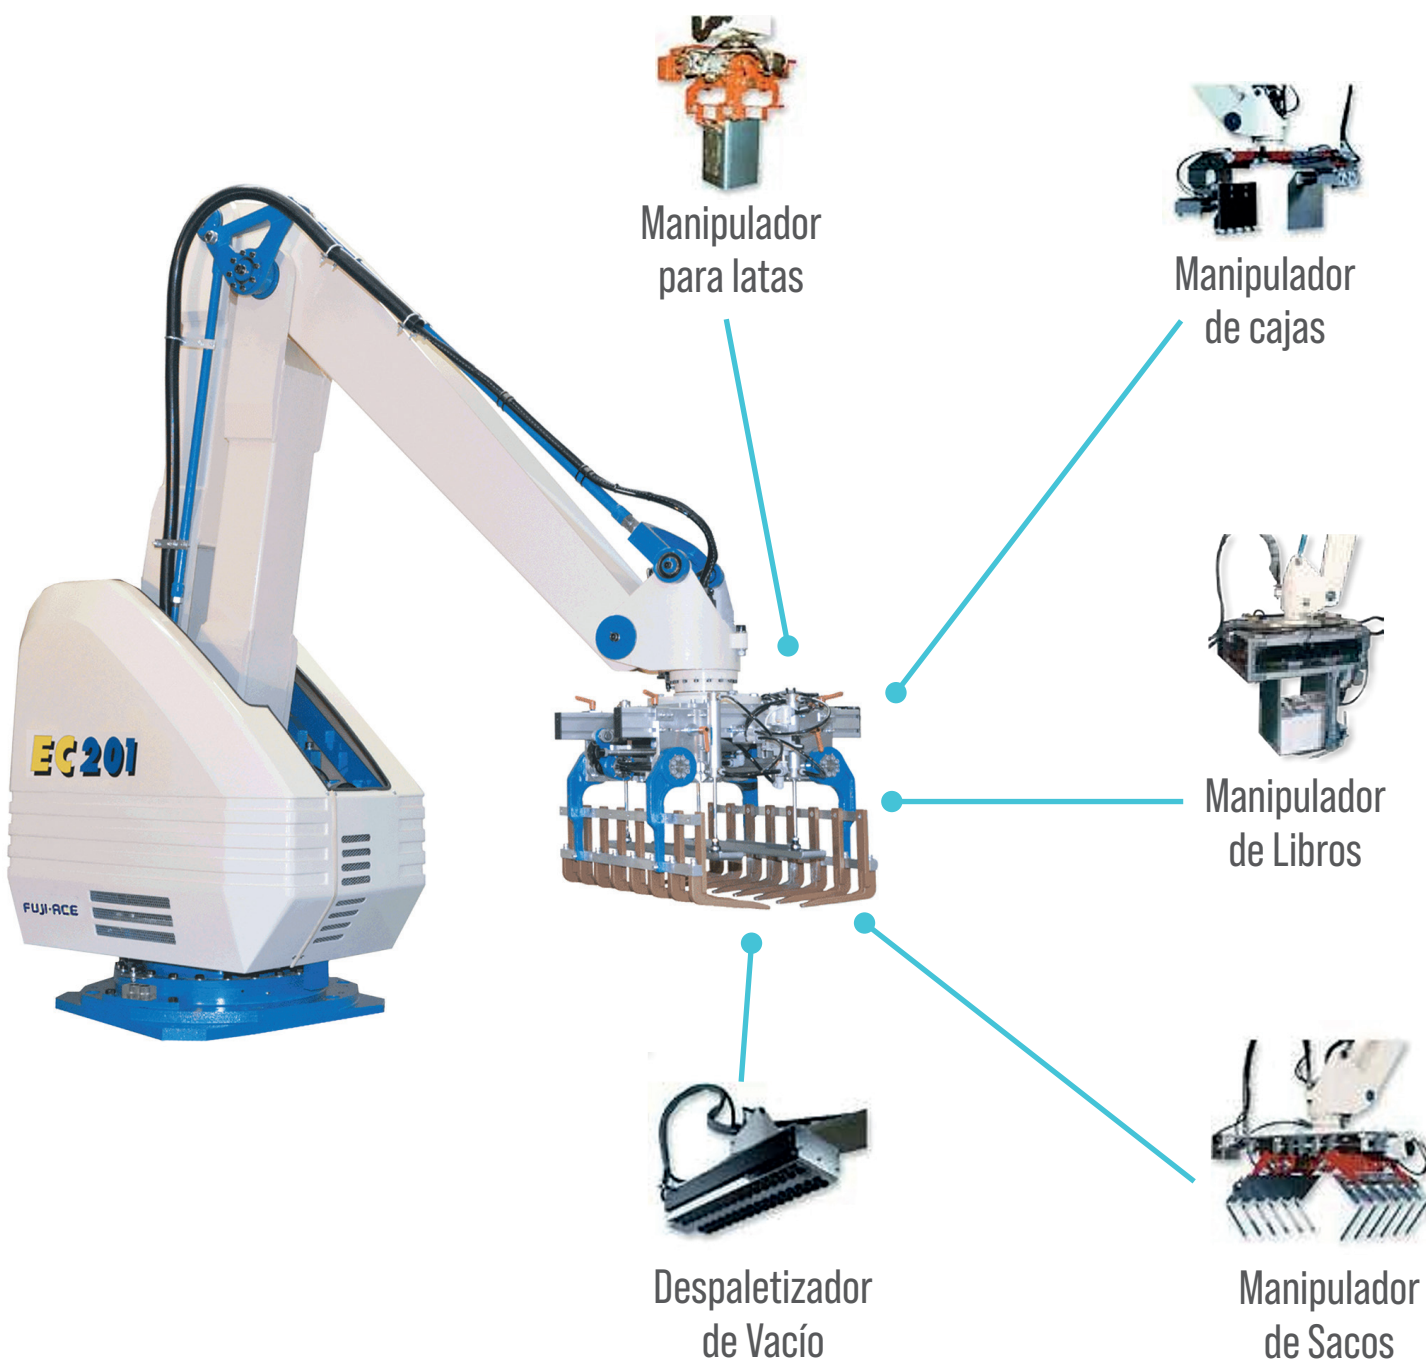 Manipulador
para latas
Manipulador
de cajas
EC201
FUJI-ACE
Manipulador
de Libros
Despaletizador
de Vacío
Manipulador
de Sacos